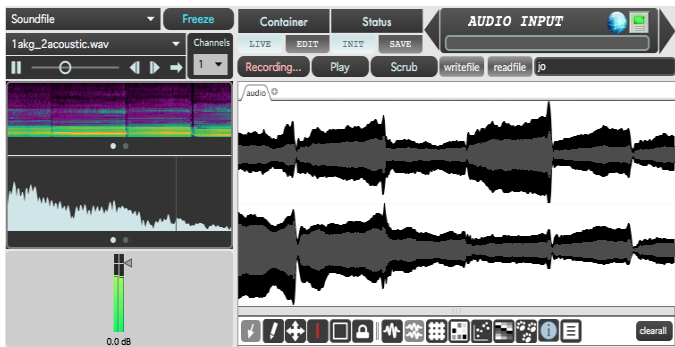 Soundfile
Freeze
1akg_2acoustic.wav
Channels
1
0.0 dB
Container
Status
LIVE
EDIT
INIT
SAVE
AUDIO INPUT
Recording...
Play
Scrub
writefile
readfile
jo
audio
clearall